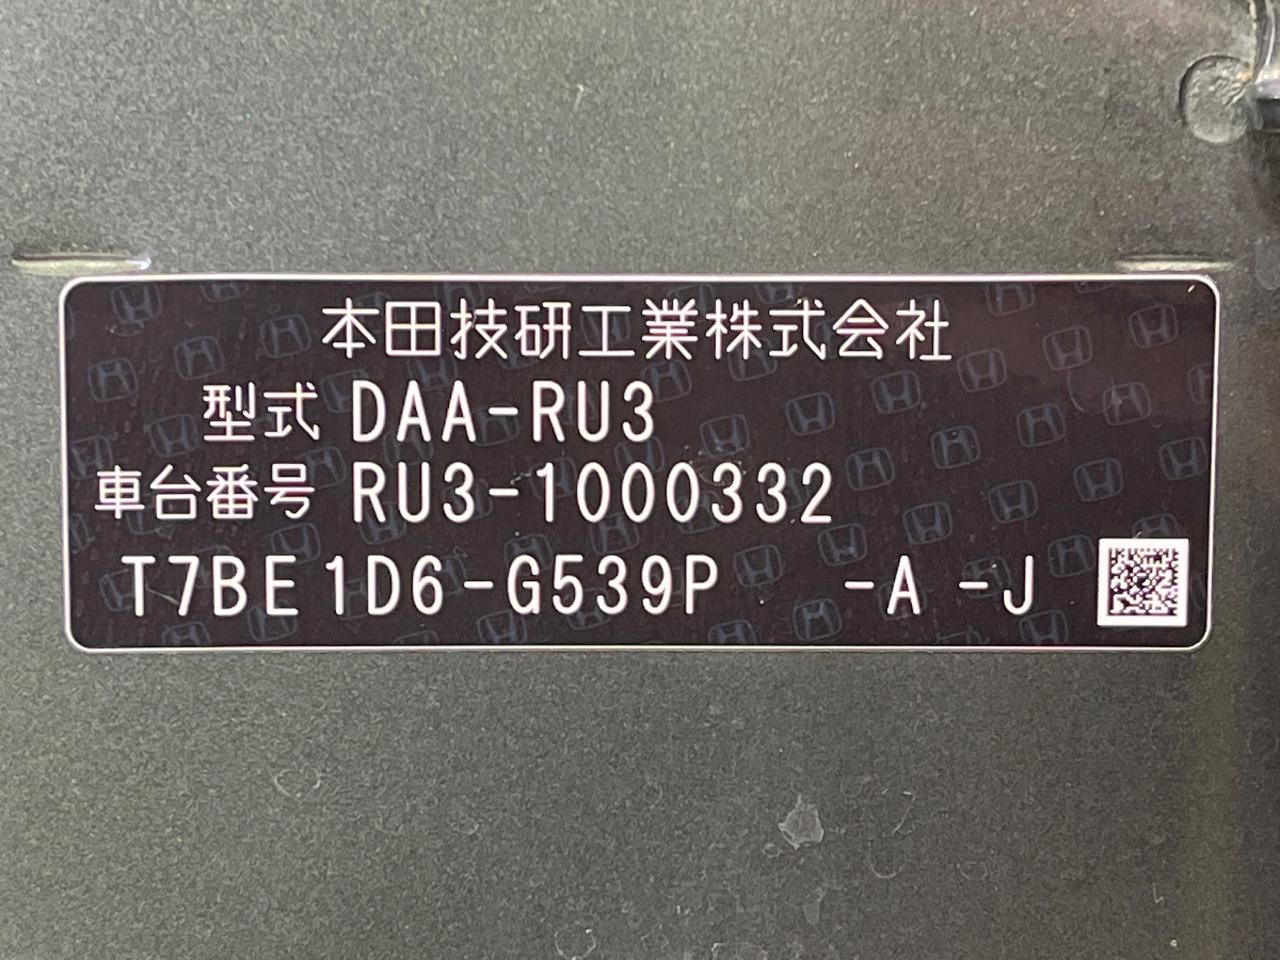 本田技研工業株式会社
型式 DAA-RU3
車台番号 RU3-1000332
T7BE1D6-G539P -A -J